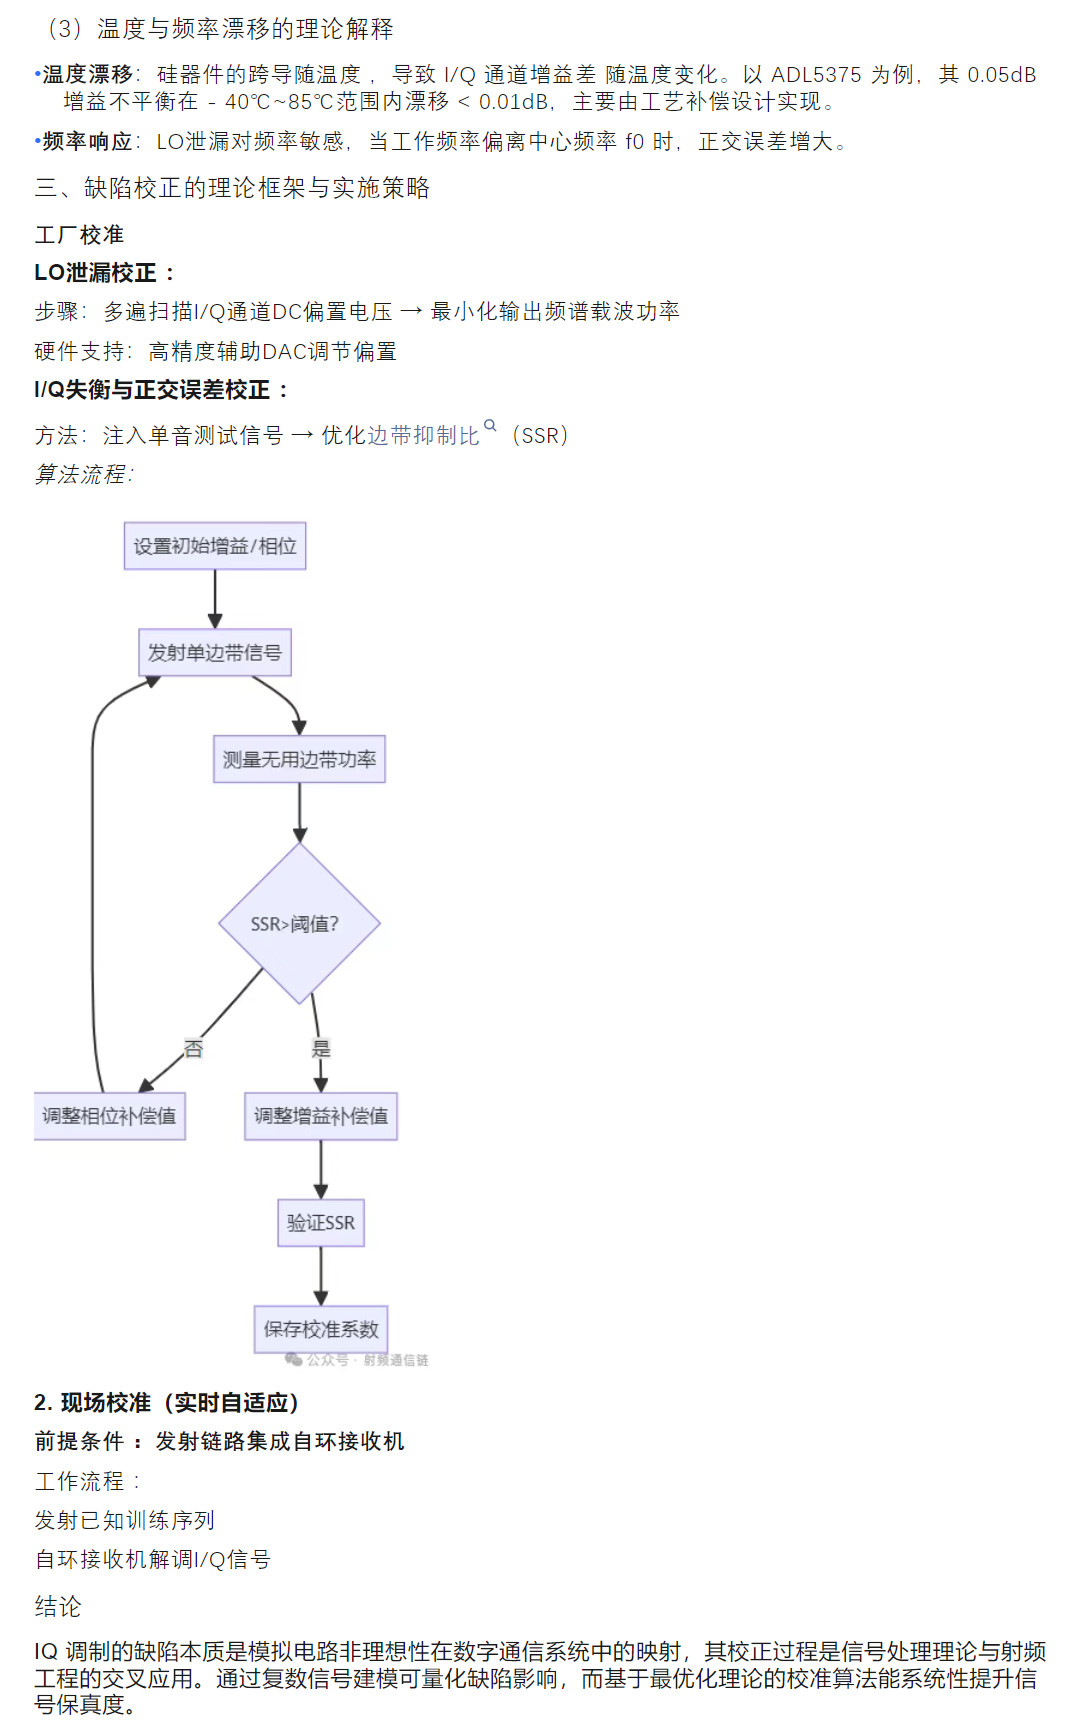 （3）温度与频率漂移的理论解释
•温度漂移：硅器件的跨导随温度 ，导致 I/Q 通道增益差 随温度变化。以 ADL5375 为例，其 0.05dB
增益不平衡在 - 40℃~85℃范围内漂移 < 0.01dB，主要由工艺补偿设计实现。
•频率响应：LO泄漏对频率敏感，当工作频率偏离中心频率 f0 时，正交误差增大。
三、缺陷校正的理论框架与实施策略
工厂校准
LO泄漏校正 ：
步骤：多遍扫描I/Q通道DC偏置电压 → 最小化输出频谱载波功率
硬件支持：高精度辅助DAC调节偏置
I/Q失衡与正交误差校正 ：
方法：注入单音测试信号 → 优化边带抑制比（SSR）
算法流程：
设置初始增益/相位
发射单边带信号
测量无用边带功率
SSR>阈值?
否
是
调整相位补偿值
调整增益补偿值
验证SSR
保存校准系数
公众号 · 射频通信链
2. 现场校准（实时自适应）
前提条件 ：发射链路集成自环接收机
工作流程 ：
发射已知训练序列
自环接收机解调I/Q信号
结论
IQ 调制的缺陷本质是模拟电路非理想性在数字通信系统中的映射，其校正过程是信号处理理论与射频
工程的交叉应用。通过复数信号建模可量化缺陷影响，而基于最优化理论的校准算法能系统性提升信
号保真度。